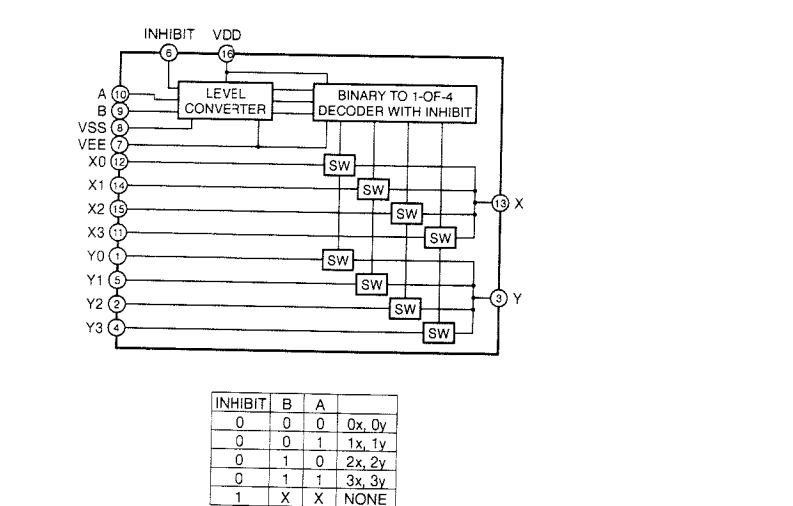 INHIBIT VDD
6 16
LEVEL CONVERTER
BINARY TO 1-OF-4 DECODER WITH INHIBIT
A 10
B 9
VSS 8
VEE 7
X0 12
SW
X1 14
SW
X2 15
SW
13 X
X3 11
SW
Y0 1
SW
Y1 5
SW
Y2 2
SW
3 Y
Y3 4
SW
INHIBIT B A
0 0 0 0x, 0y
0 0 1 1x, 1y
0 1 0 2x, 2y
0 1 1 3x, 3y
1 X X NONE